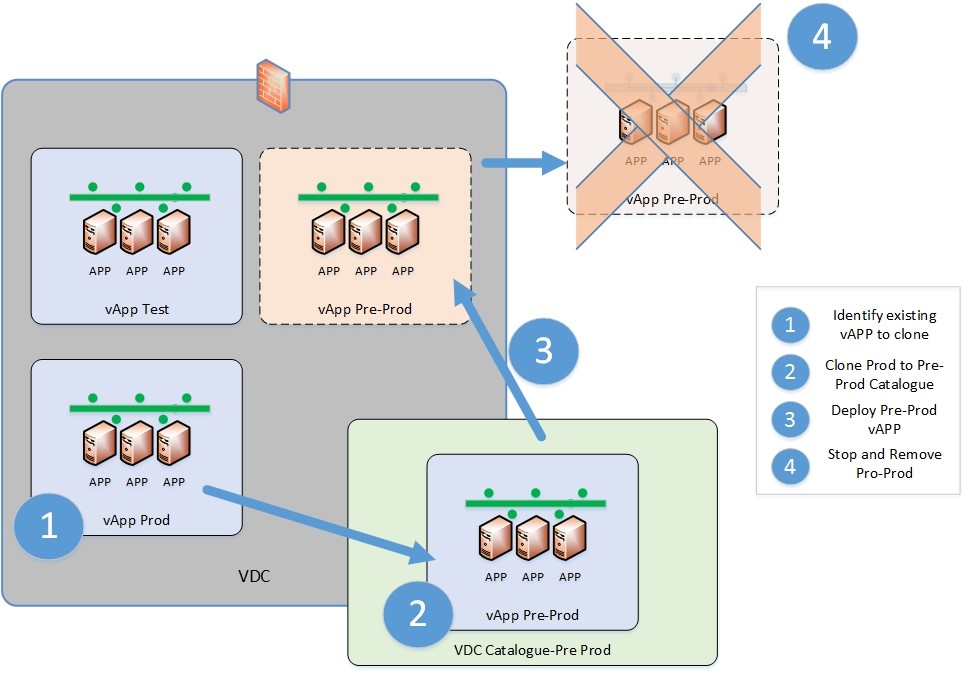 4
APP APP APP
vApp Pre-Prod
APP APP APP
vApp Test
APP APP APP
vApp Pre-Prod
3
APP APP APP
vApp Prod
1
VDC
APP APP APP
vApp Pre-Prod
2
VDC Catalogue-Pre Prod
1
Identify existing
vAPP to clone
2
Clone Prod to Pre-
Prod Catalogue
3
Deploy Pre-Prod
vAPP
4
Stop and Remove
Pro-Prod